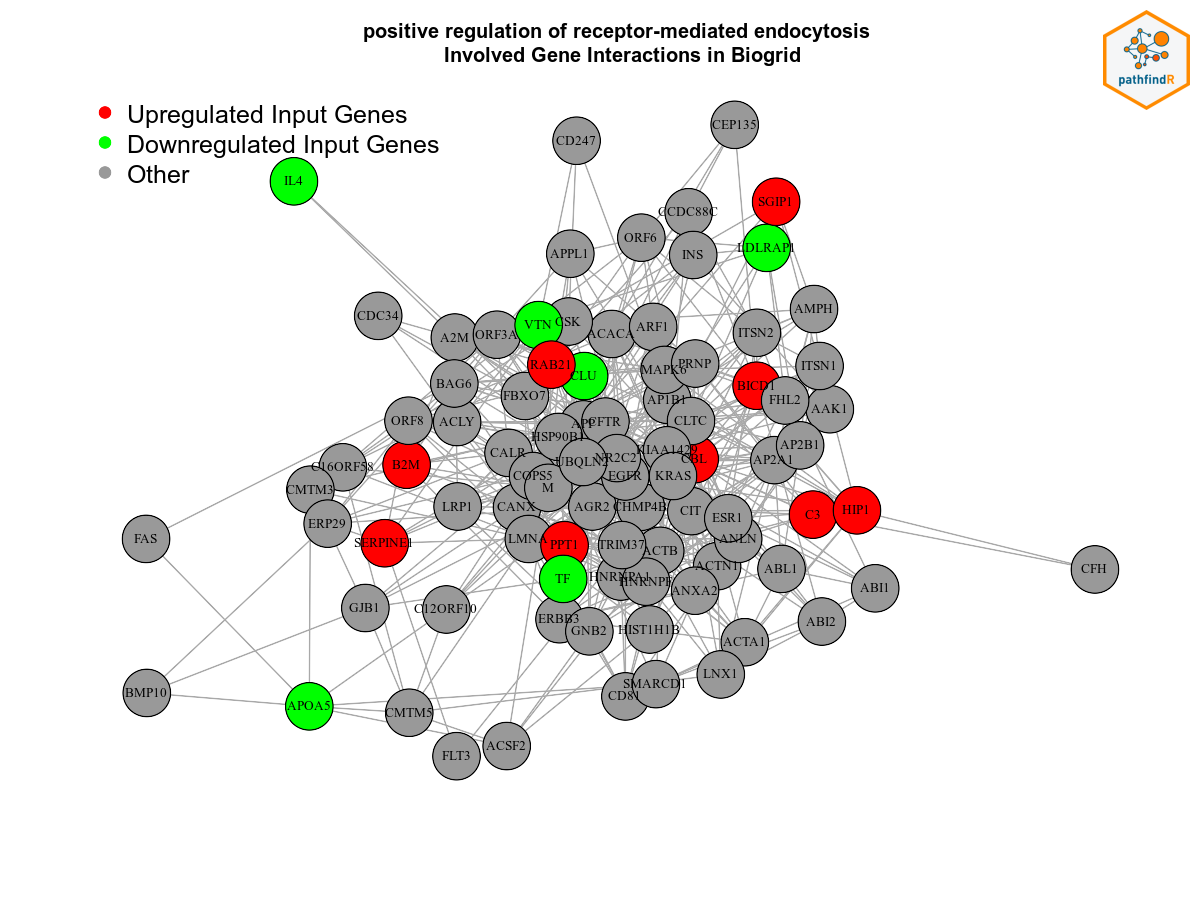 positive regulation of receptor-mediated endocytosis
Involved Gene Interactions in Biogrid
pathfindR
Upregulated Input Genes
Downregulated Input Genes
Other
CEP135
CD247
IL4
SGIP1
CCDC88C
ORF6
LDLRAP1
APPL1
INS
AMPH
CDC34
VTN
CSK
ARF1
ITSN2
A2M
ORF3A
ACACA
RAB21
PRNP
ITSN1
MAPK6
CLU
BAG6
BICD1
FBXO7
AP1B1
FHL2
AAK1
ORF8
ACLY
APP
CFTR
CLTC
HSP90B1
AP2B1
KIAA1429
CALR
NR2C2
CBL
AP2A1
UBQLN2
B2M
C16ORF58
COPS5
EGFR
KRAS
CMTM3
M
LRP1
CANX
AGR2
CHMP4B
CIT
ESR1
C3
HIP1
ERP29
FAS
SERPINE1
LMNA
PPT1
TRIM37
ACTB
ANLN
ACTN1
ABL1
CFH
TF
HNRNPA1
HNRNPF
ANXA2
ABI1
GJB1
C12ORF10
ERBB3
GNB2
HIST1H1B
ABI2
ACTA1
LNX1
BMP10
CD81
SMARCD1
APOA5
CMTM5
ACSF2
FLT3